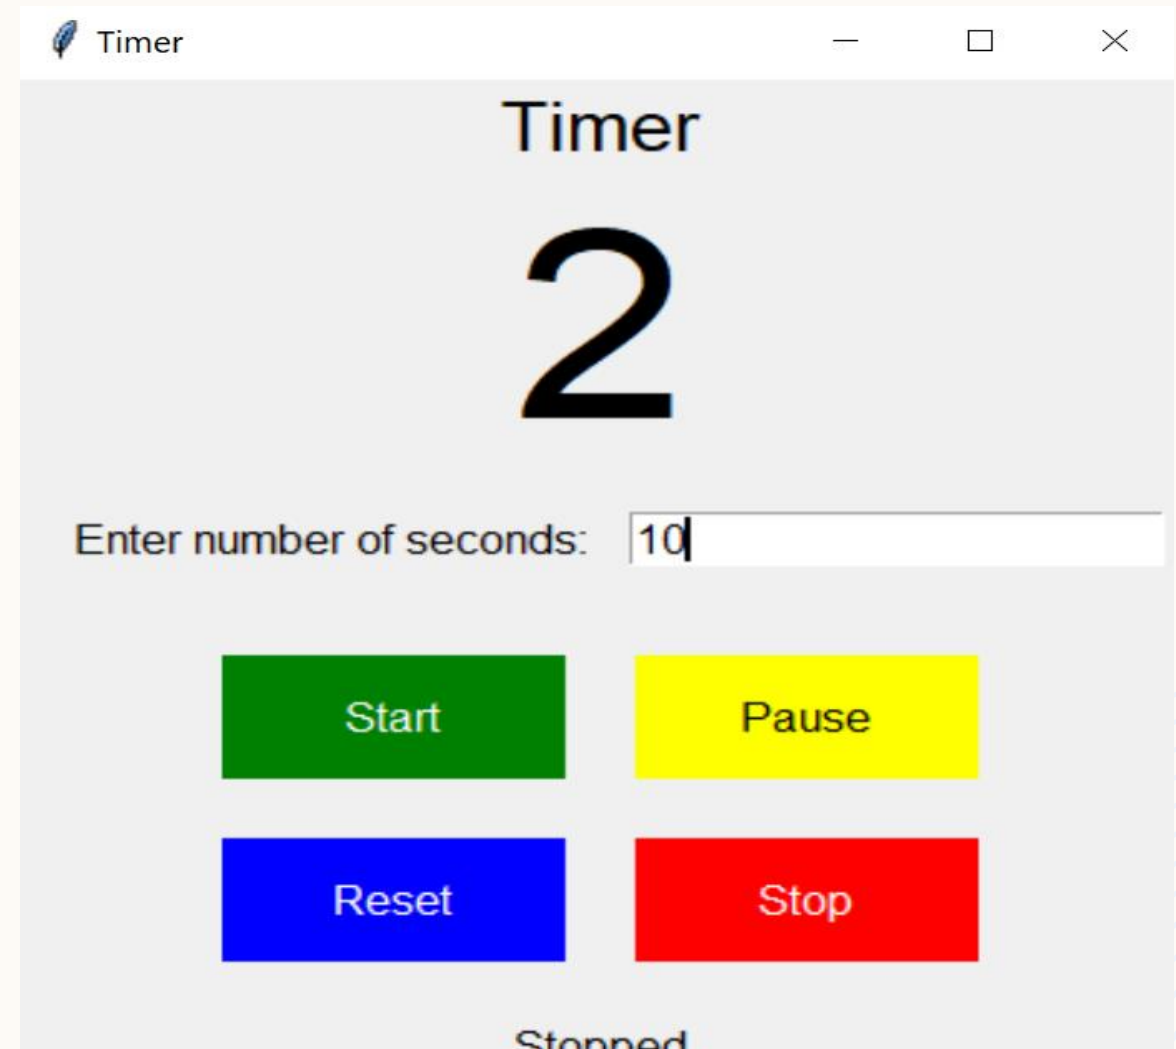 Timer
Timer
2
Enter number of seconds: 10
Start Pause
Reset Stop
Stopped